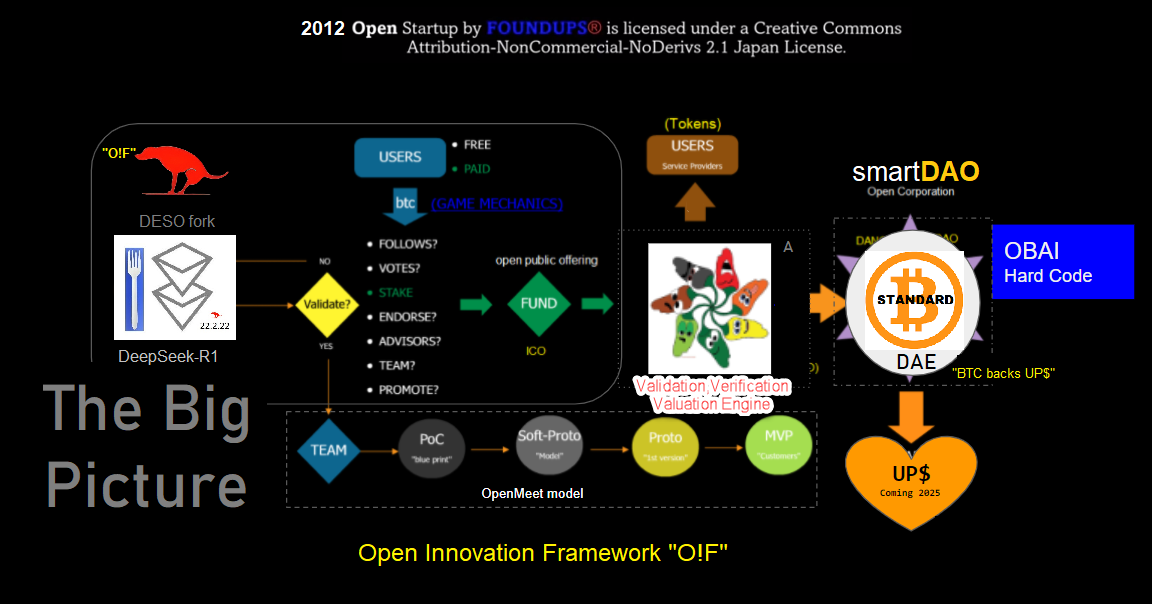 2012 Open Startup by FOUNDUPS® is licensed under a Creative Commons
Attribution-NonCommercial-NoDerivs 2.1 Japan License.
(Tokens)
USERS
Service Providers
"O!F"
USERS
FREE
PAID
smartDAO
Open Corporation
btc
(GAME MECHANICS)
DESO fork
FOLLOWS?
VOTES?
STAKE
ENDORSE?
ADVISORS?
TEAM?
PROMOTE?
NO
Validate?
YES
22.2.22
DeepSeek-R1
open public offering
FUND
ICO
A
Validation,Verification
Valuation Engine
OBAI
Hard Code
STANDARD
DAE
"BTC backs UP$"
The Big
Picture
TEAM
PoC
"blue print"
Soft-Proto
"Model"
Proto
"1st version"
MVP
"Customers"
OpenMeet model
UP$
Coming 2025
Open Innovation Framework "O!F"